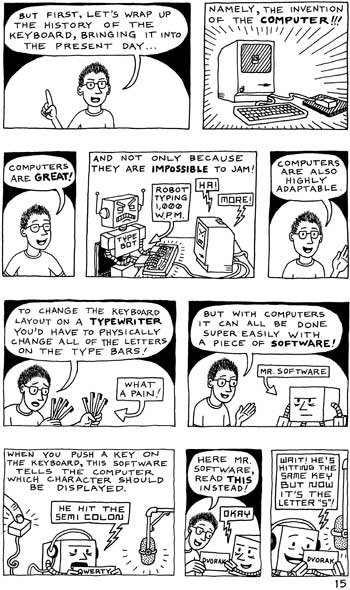 BUT FIRST, LET'S WRAP UP
THE HISTORY OF THE
KEYBOARD, BRINGING IT INTO
THE PRESENT DAY...
NAMELY, THE INVENTION
OF THE COMPUTER!!!
COMPUTERS
ARE GREAT!
AND NOT ONLY BECAUSE
THEY ARE IMPOSSIBLE TO JAM!
ROBOT
TYPING
1,000
W.P.M.
HA!
MORE!
TYPE
BOT
COMPUTERS
ARE ALSO
HIGHLY
ADAPTABLE.
TO CHANGE THE KEYBOARD
LAYOUT ON A TYPEWRITER
YOU'D HAVE TO PHYSICALLY
CHANGE ALL OF THE LETTERS
ON THE TYPE BARS!
WHAT
A PAIN!
BUT WITH COMPUTERS
IT CAN ALL BE DONE
SUPER EASILY WITH
A PIECE OF SOFTWARE!
MR. SOFTWARE
WHEN YOU PUSH A KEY ON
THE KEYBOARD, THIS SOFTWARE
TELLS THE COMPUTER
WHICH CHARACTER SHOULD
BE DISPLAYED.
HE HIT THE
SEMI COLON
QWERTY
HERE MR.
SOFTWARE,
READ THIS
INSTEAD!
OKAY
DVORAK
WAIT! HE'S
HITTING THE
SAME KEY
BUT NOW
IT'S THE
LETTER "S"!
DVORAK
15